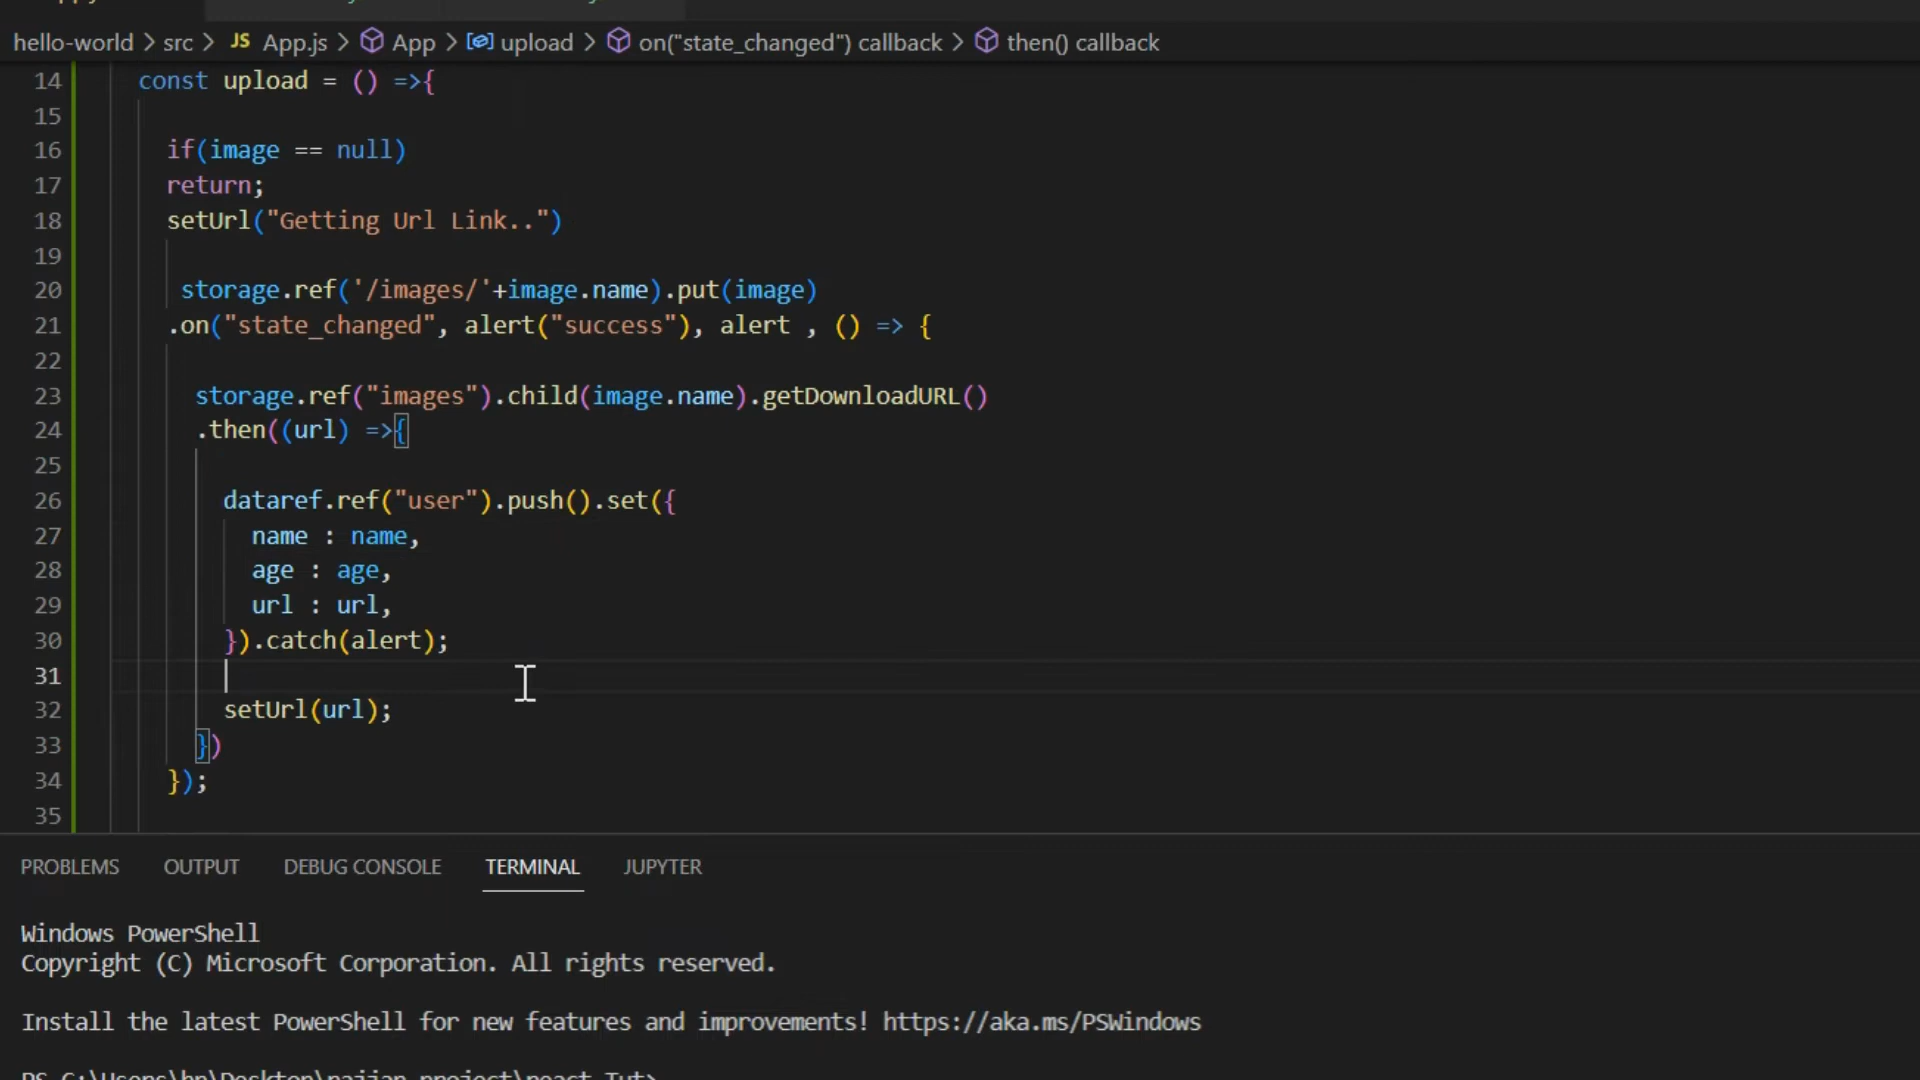 hello-world > src > JS App.js > App > upload > on("state_changed") callback > then() callback
14 const upload = () =>{
15
16 if(image == null)
17 return;
18 setUrl("Getting Url Link..")
19
20 storage.ref('/images/'+image.name).put(image)
21 .on("state_changed", alert("success"), alert , () => {
22
23 storage.ref("images").child(image.name).getDownloadURL()
24 .then((url) =>{
25
26 dataref.ref("user").push().set({
27 name : name,
28 age : age,
29 url : url,
30 }).catch(alert);
31
32 setUrl(url);
33 })
34 });
35
PROBLEMS OUTPUT DEBUG CONSOLE TERMINAL JUPYTER
Windows PowerShell
Copyright (C) Microsoft Corporation. All rights reserved.
Install the latest PowerShell for new features and improvements! https://aka.ms/PSWindows